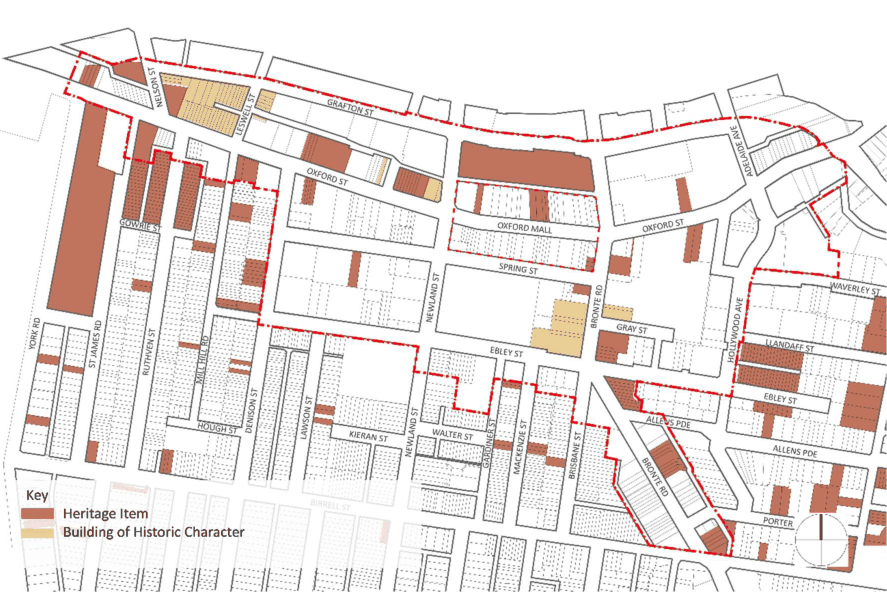 NELSON ST
LESWELL ST
GRAFTON ST
ADELAIDE AVE
OXFORD ST
OXFORD MALL
OXFORD ST
GOWRIE ST
SPRING ST
WAVERLEY ST
NEWLAND ST
BRONTE RD
GRAY ST
HOLLYWOOD AVE
LLANDAFF ST
YORK RD
ST JAMES RD
RUTHVEN ST
MILL HILL RD
EBLEY ST
DENISON ST
EBLEY ST
HOUGH ST
LAWSON ST
KIERAN ST
NEWLAND ST
WALTER ST
GARDINER ST
MACKENZIE ST
BRISBANE ST
ALLENS PDE
ALLENS PDE
BRONTE RD
PORTER
BIRRELL ST
Key
Heritage Item
Building of Historic Character